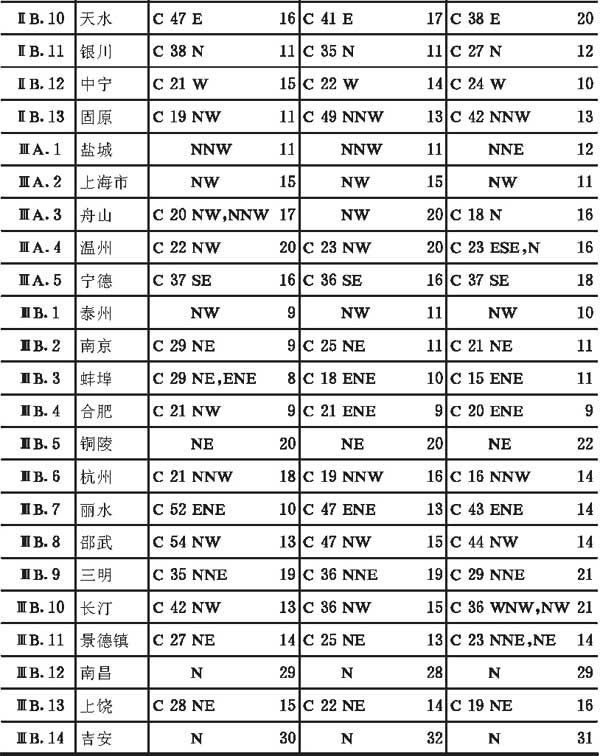 ⅡB.10 天水 C 47 E 16 C 41 E 17 C 38 E 20
ⅡB.11 银川 C 38 N 11 C 35 N 11 C 27 N 12
ⅡB.12 中宁 C 21 W 15 C 22 W 14 C 24 W 10
ⅡB.13 固原 C 19 NW 11 C 49 NNW 13 C 42 NNW 13
ⅢA.1 盐城 NNW 11 NNW 11 NNE 12
ⅢA.2 上海市 NW 15 NW 15 NW 11
ⅢA.3 舟山 C 20 NW,NNW 17 NW 20 C 18 N 16
ⅢA.4 温州 C 22 NW 20 C 23 NW 20 C 23 ESE,N 16
ⅢA.5 宁德 C 37 SE 16 C 36 SE 16 C 37 SE 18
ⅢB.1 泰州 NW 9 NW 11 NW 10
ⅢB.2 南京 C 29 NE 9 C 25 NE 11 C 21 NE 11
ⅢB.3 蚌埠 C 29 NE,ENE 8 C 18 ENE 10 C 15 ENE 11
ⅢB.4 合肥 C 21 NW 9 C 21 ENE 9 C 20 ENE 9
ⅢB.5 铜陵 NE 20 NE 20 NE 22
ⅢB.6 杭州 C 21 NNW 18 C 19 NNW 16 C 16 NNW 14
ⅢB.7 丽水 C 52 ENE 10 C 47 ENE 13 C 43 ENE 14
ⅢB.8 邵武 C 54 NW 13 C 47 NW 15 C 44 NW 14
ⅢB.9 三明 C 35 NNE 19 C 36 NNE 19 C 29 NNE 21
ⅢB.10 长汀 C 42 NW 13 C 36 NW 15 C 36 WNW,NW 21
ⅢB.11 景德镇 C 27 NE 14 C 25 NE 13 C 23 NNE,NE 14
ⅢB.12 南昌 N 29 N 28 N 29
ⅢB.13 上饶 C 28 NE 15 C 22 NE 14 C 19 NE 16
ⅢB.14 吉安 N 30 N 32 N 31